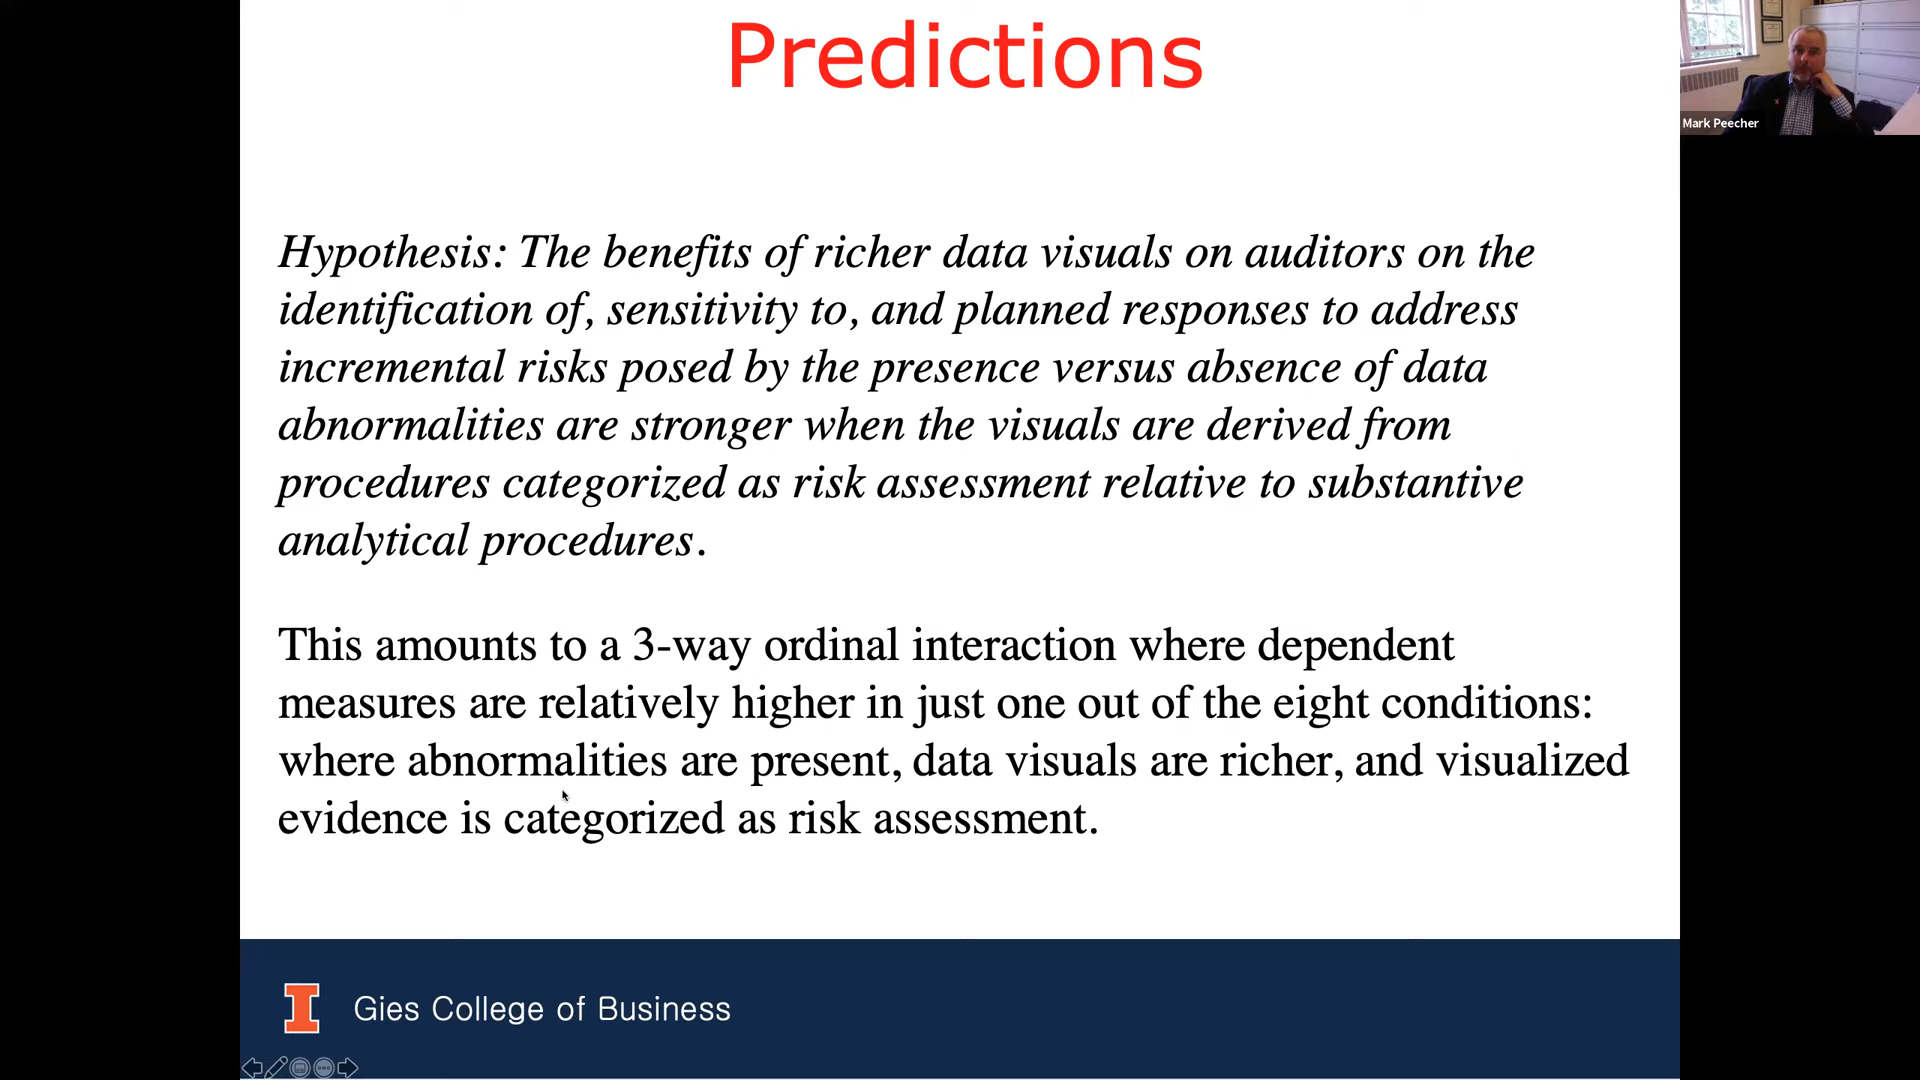 Predictions
Mark Peecher
Hypothesis: The benefits of richer data visuals on auditors on the
identification of, sensitivity to, and planned responses to address
incremental risks posed by the presence versus absence of data
abnormalities are stronger when the visuals are derived from
procedures categorized as risk assessment relative to substantive
analytical procedures.
This amounts to a 3-way ordinal interaction where dependent
measures are relatively higher in just one out of the eight conditions:
where abnormalities are present, data visuals are richer, and visualized
evidence is categorized as risk assessment.
I Gies College of Business